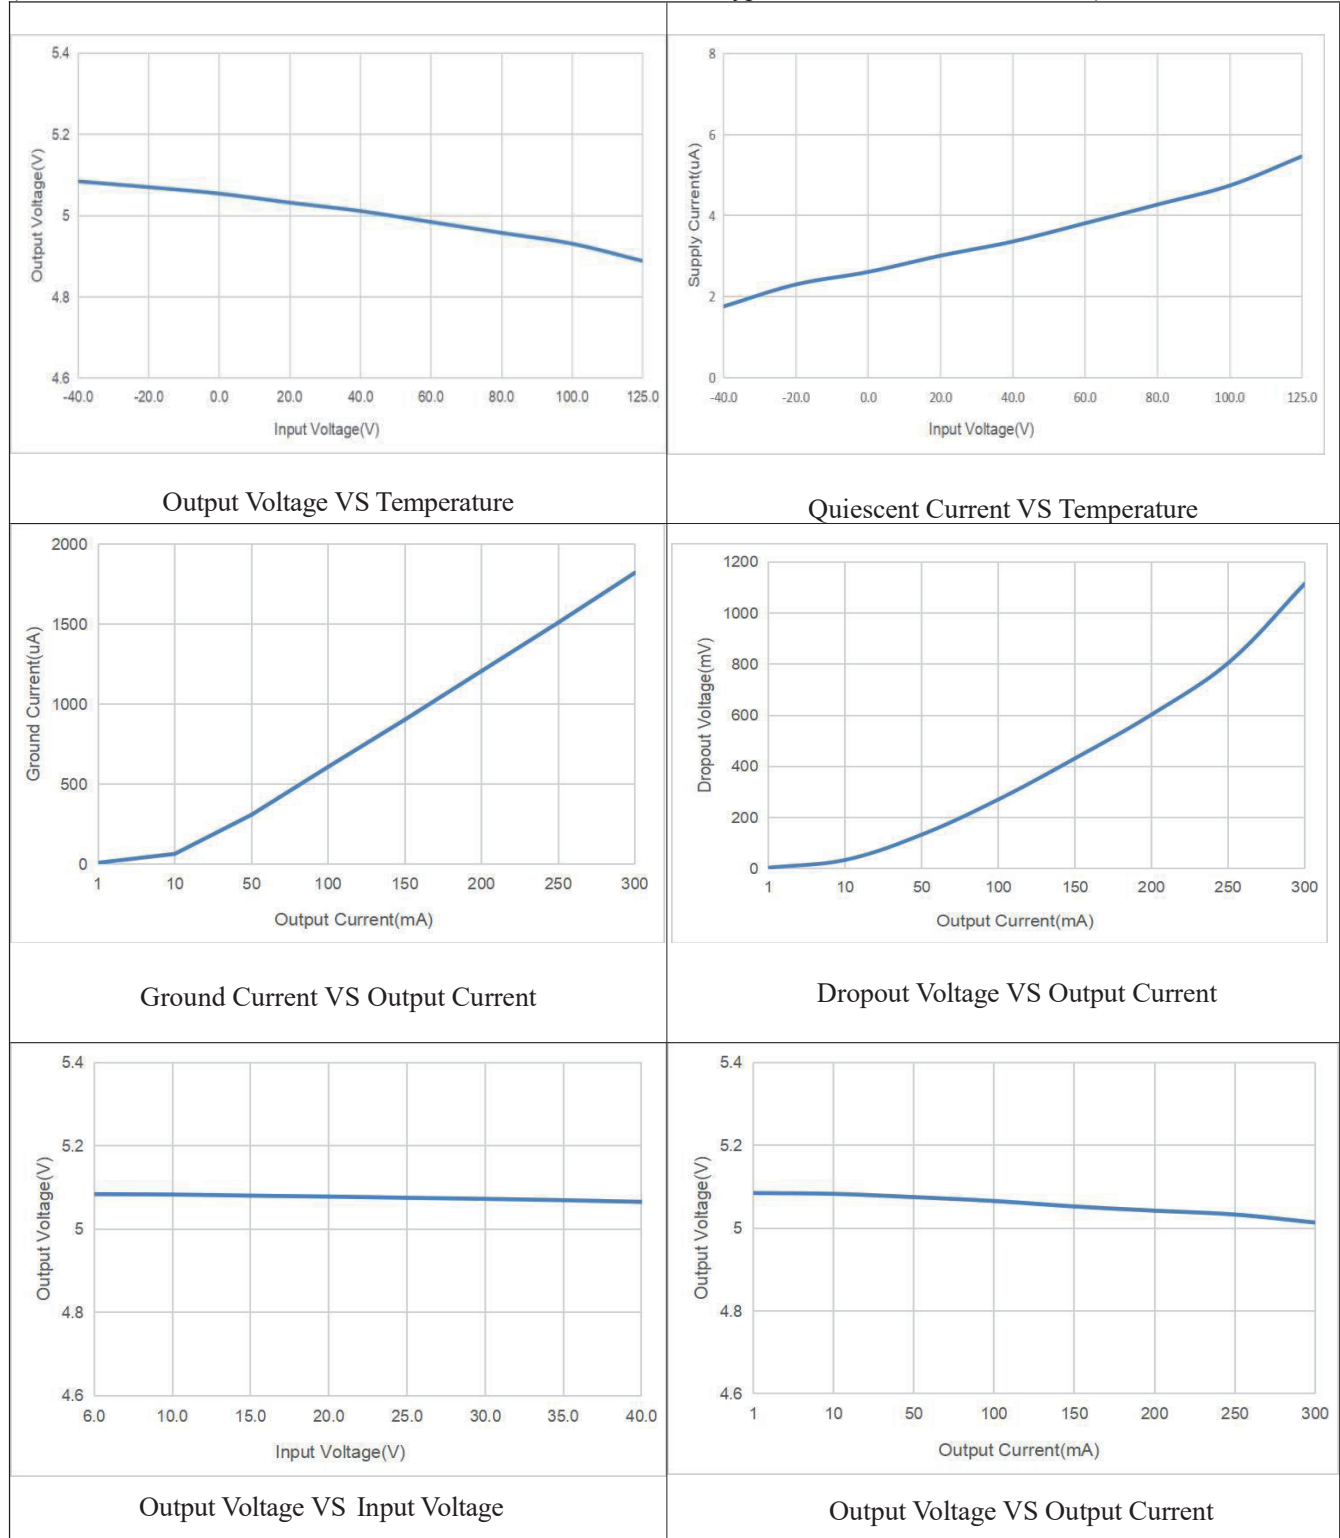 5.4
5.2
5
4.8
4.6
Output Voltage(V)
-40.0 -20.0 0.0 20.0 40.0 60.0 80.0 100.0 125.0
Input Voltage(V)
Output Voltage VS Temperature
8
6
4
2
0
Supply Current(uA)
-40.0 -20.0 0.0 20.0 40.0 60.0 80.0 100.0 125.0
Input Voltage(V)
Quiescent Current VS Temperature
2000
1500
1000
500
0
Ground Current(uA)
1 10 50 100 150 200 250 300
Output Current(mA)
Ground Current VS Output Current
1200
1000
800
600
400
200
0
Dropout Voltage(mV)
1 10 50 100 150 200 250 300
Output Current(mA)
Dropout Voltage VS Output Current
5.4
5.2
5
4.8
4.6
Output Voltage(V)
6.0 10.0 15.0 20.0 25.0 30.0 35.0 40.0
Input Voltage(V)
Output Voltage VS Input Voltage
5.4
5.2
5
4.8
4.6
Output Voltage(V)
1 10 50 100 150 200 250 300
Output Current(mA)
Output Voltage VS Output Current